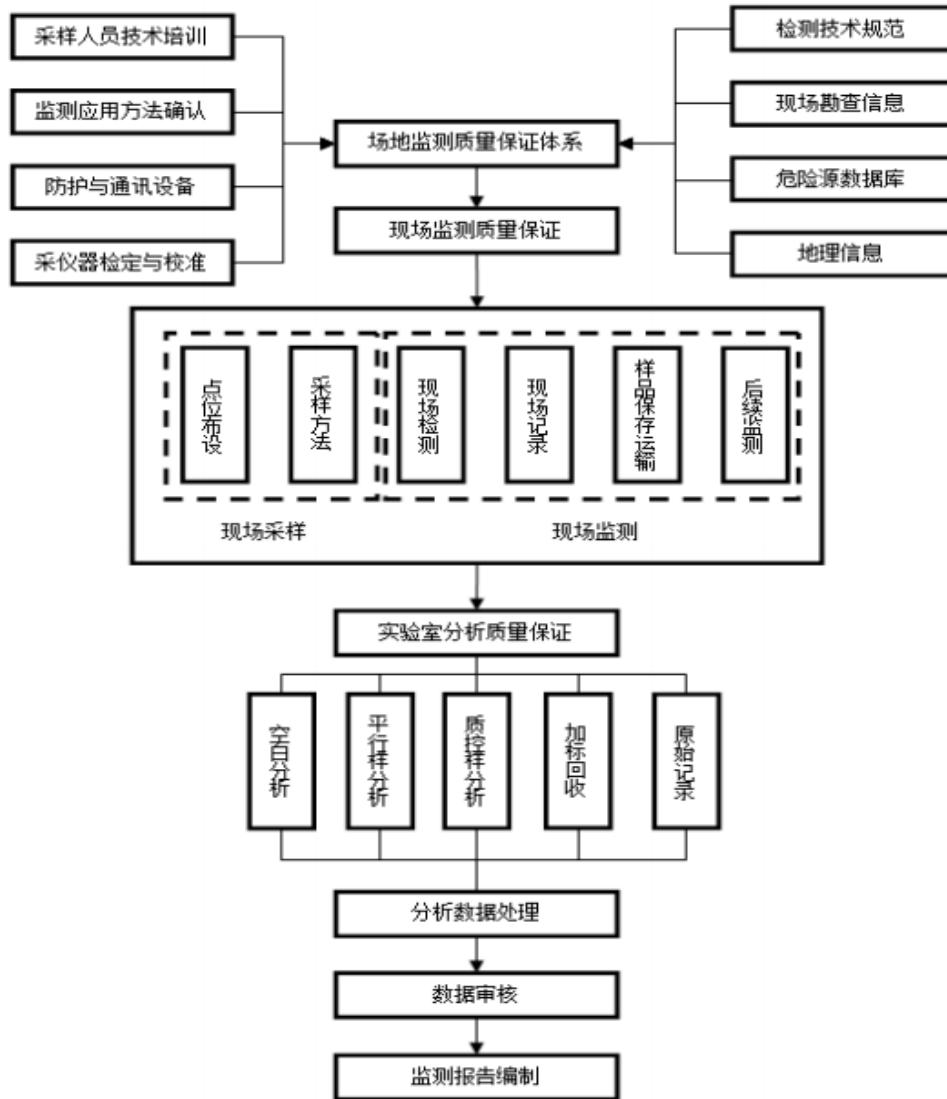 采样人员技术培训
监测应用方法确认
防护与通讯设备
采仪器检定与校准
检测技术规范
现场勘查信息
危险源数据库
地理信息
场地监测质量保证体系
现场监测质量保证
点位布设
采样方法
现场检测
现场记录
样品保存运输
后续监测
现场采样
现场监测
实验室分析质量保证
空白分析
平行样分析
质控样分析
加标回收
原始记录
分析数据处理
数据审核
监测报告编制